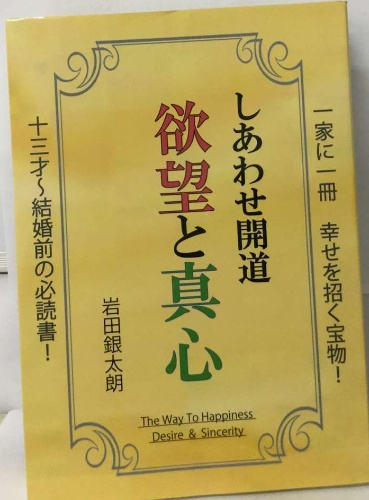 一家に一冊 幸せを招く宝物!
しあわせ開道
欲望と真心
岩田銀太朗
十三才~結婚前の必読書!
The Way To Happiness
Desire & Sincerity